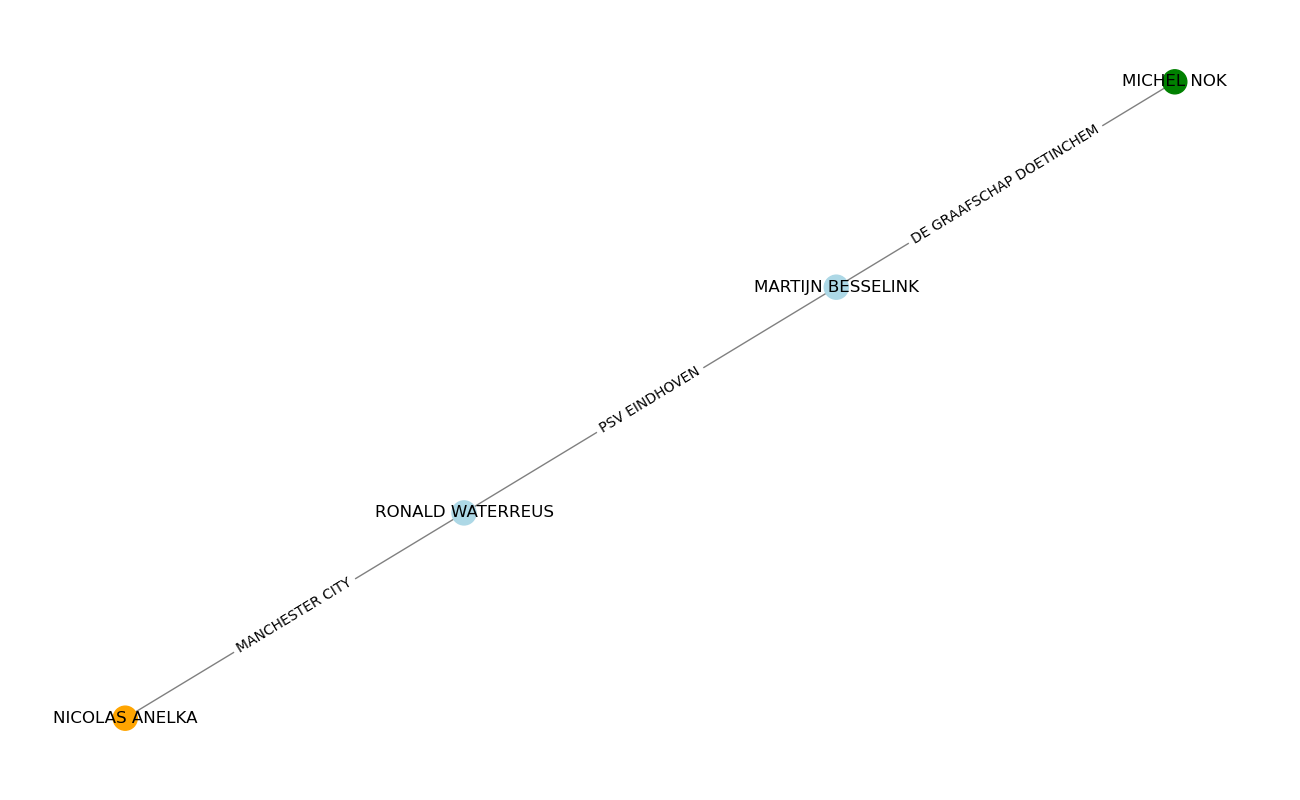 MICHEL NOK
DE GRAAFSCHAP DOETINCHEM
MARTIJN BESSELINK
PSV EINDHOVEN
RONALD WATERREUS
MANCHESTER CITY
NICOLAS ANELKA